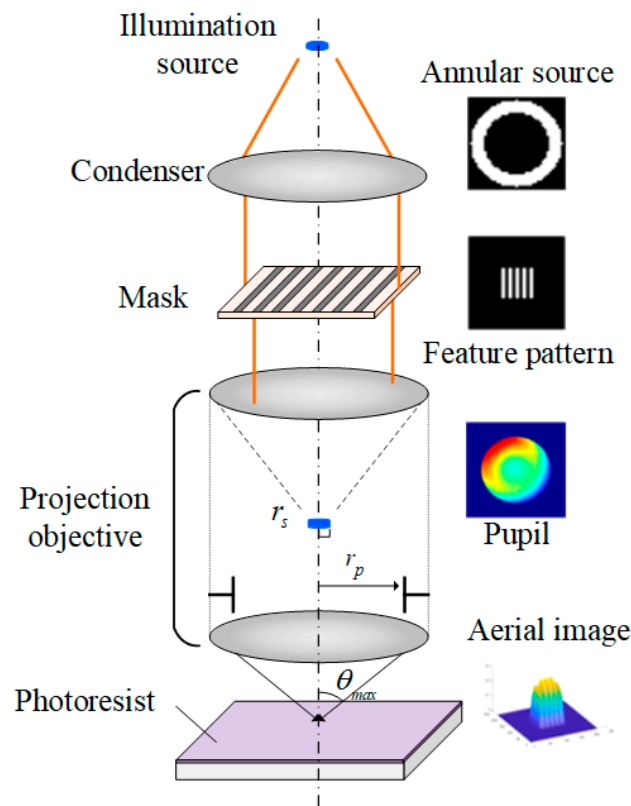 Illumination
source
Annular source
Condenser
Mask
Feature pattern
Projection
objective
r_s
r_p
Pupil
Aerial image
Photoresist
θ_max